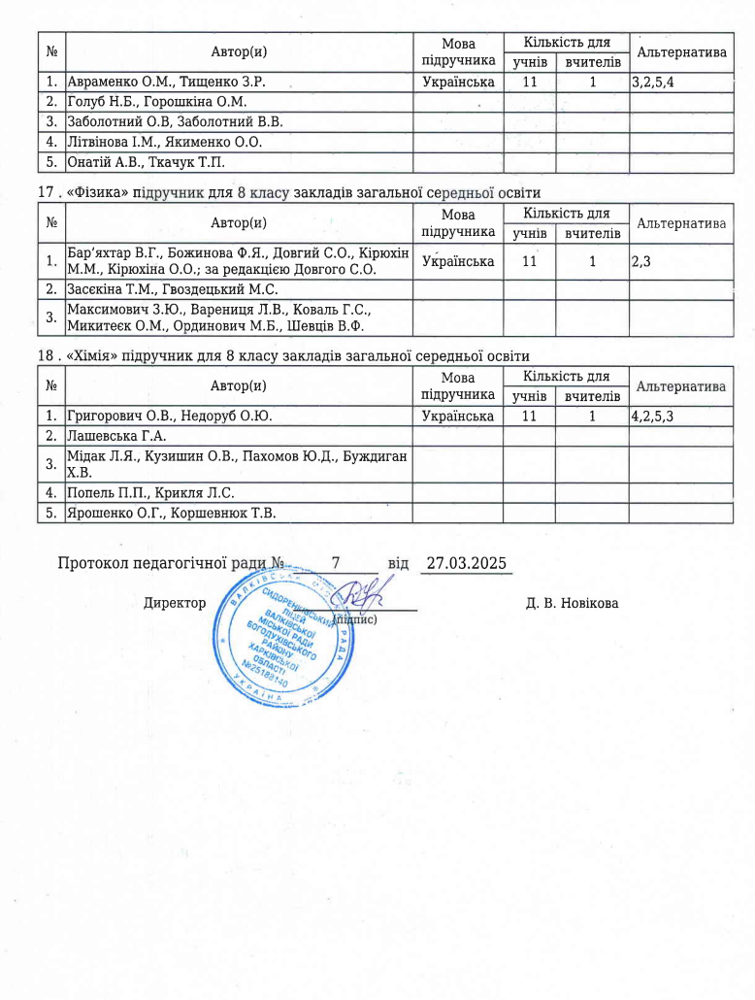 № Автор(и) Мова підручника Кількість для Альтернатива
учнів вчителів
1. Авраменко О.М., Тищенко З.Р. Українська 11 1 3,2,5,4
2. Голуб Н.Б., Горошкіна О.М.
3. Заболотний О.В, Заболотний В.В.
4. Літвінова І.М., Якименко О.О.
5. Онатій А.В., Ткачук Т.П.
17 . «Фізика» підручник для 8 класу закладів загальної середньої освіти
№ Автор(и) Мова підручника Кількість для Альтернатива
учнів вчителів
1. Бар’яхтар В.Г., Божинова Ф.Я., Довгий С.О., Кірюхін
М.М., Кірюхіна О.О.; за редакцією Довгого С.О. Українська 11 1 2,3
2. Засєкіна Т.М., Гвоздецький М.С.
3. Максимович З.Ю., Варениця Л.В., Коваль Г.С.,
Микитеєк О.М., Ординович М.Б., Шевців В.Ф.
18 . «Хімія» підручник для 8 класу закладів загальної середньої освіти
№ Автор(и) Мова підручника Кількість для Альтернатива
учнів вчителів
1. Григорович О.В., Недоруб О.Ю. Українська 11 1 4,2,5,3
2. Лашевська Г.А.
3. Мідак Л.Я., Кузишин О.В., Пахомов Ю.Д., Буждиган
Х.В.
4. Попель П.П., Крикля Л.С.
5. Ярошенко О.Г., Коршевнюк Т.В.
Протокол педагогічної ради № 7 від 27.03.2025
Директор Д. В. Новікова
(підпис)
ВАЛКІВСЬКА МІСЬКА РАДА
СИДОРЕНКІВСЬКИЙ
ЛІЦЕЙ
ВАЛКІВСЬКОЇ
МІСЬКОЇ РАДИ
БОГОДУХІВСЬКОГО
РАЙОНУ
ХАРКІВСЬКОЇ
ОБЛАСТІ
№25188140
УКРАЇНА